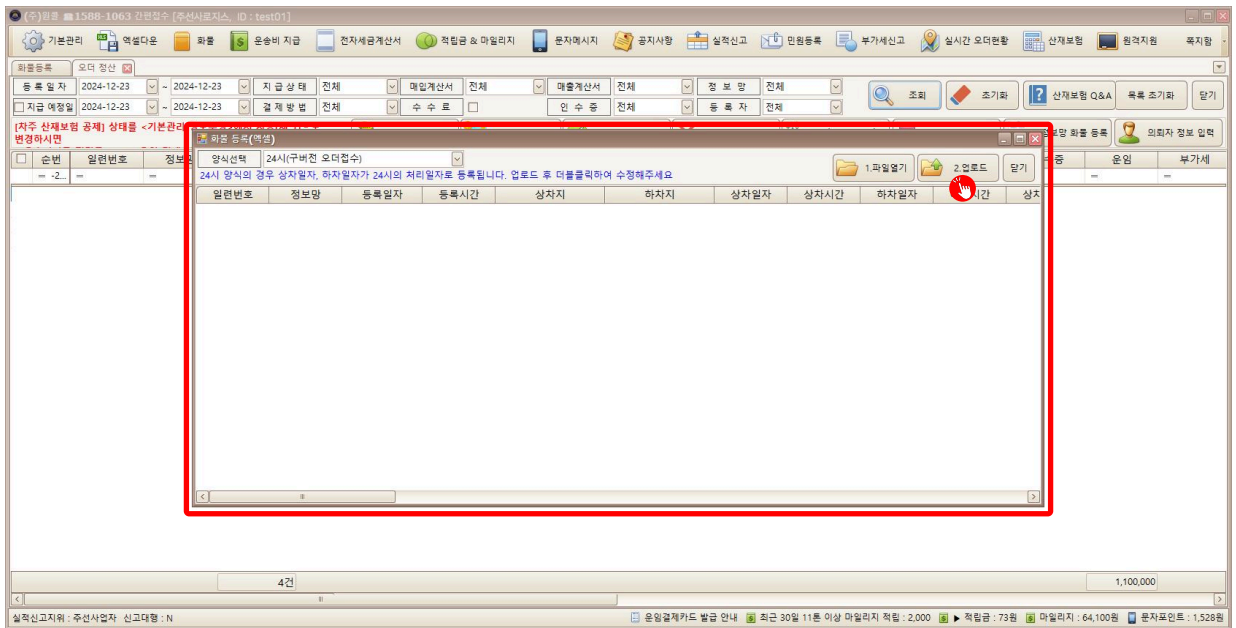 (주)원콜 ☎1588-1063 간편접수 [주선사로지스, ID : test01]
기본관리 엑셀다운 화물 운송비 지급 전자세금계산서 적립금 & 마일리지 문자메시지 공지사항 실적신고 민원등록 부가세신고 실시간 오더현황 산재보험 원격지원 쪽지함
화물등록 오더 정산
등 록 일 자 2024-12-23 ~ 2024-12-23 지 급 상 태 전체 매입계산서 전체 매출계산서 전체 정 보 망 전체 조회 초기화 산재보험 Q&A 목록 초기화 닫기
지급 예정일 2024-12-23 ~ 2024-12-23 결 제 방 법 전체 수 수 료 인 수 증 전체 등 록 자 전체
[차주 산재보험 공제] 상태를 <기본관리
변경하시면
망 화물 등록 의뢰자 정보 입력
화물 등록(엑셀)
순번 일련번호 정보 증 운임 부가세
= -2... = = = =
양식선택 24시(구버전 오더접수) 1.파일열기 2.업로드 닫기
24시 양식의 경우 상차일자, 하차일자가 24시의 처리일자로 등록됩니다. 업로드 후 더블클릭하여 수정해주세요
일련번호 정보망 등록일자 등록시간 상차지 하차지 상차일자 상차시간 하차일자 시간 상차
4건 1,100,000
실적신고지위 : 주선사업자 신고대행 : N 운임결제카드 발급 안내 최근 30일 11톤 이상 마일리지 적립 : 2,000 ▶ 적립금 : 73원 마일리지 : 64,100원 문자포인트 : 1,528원